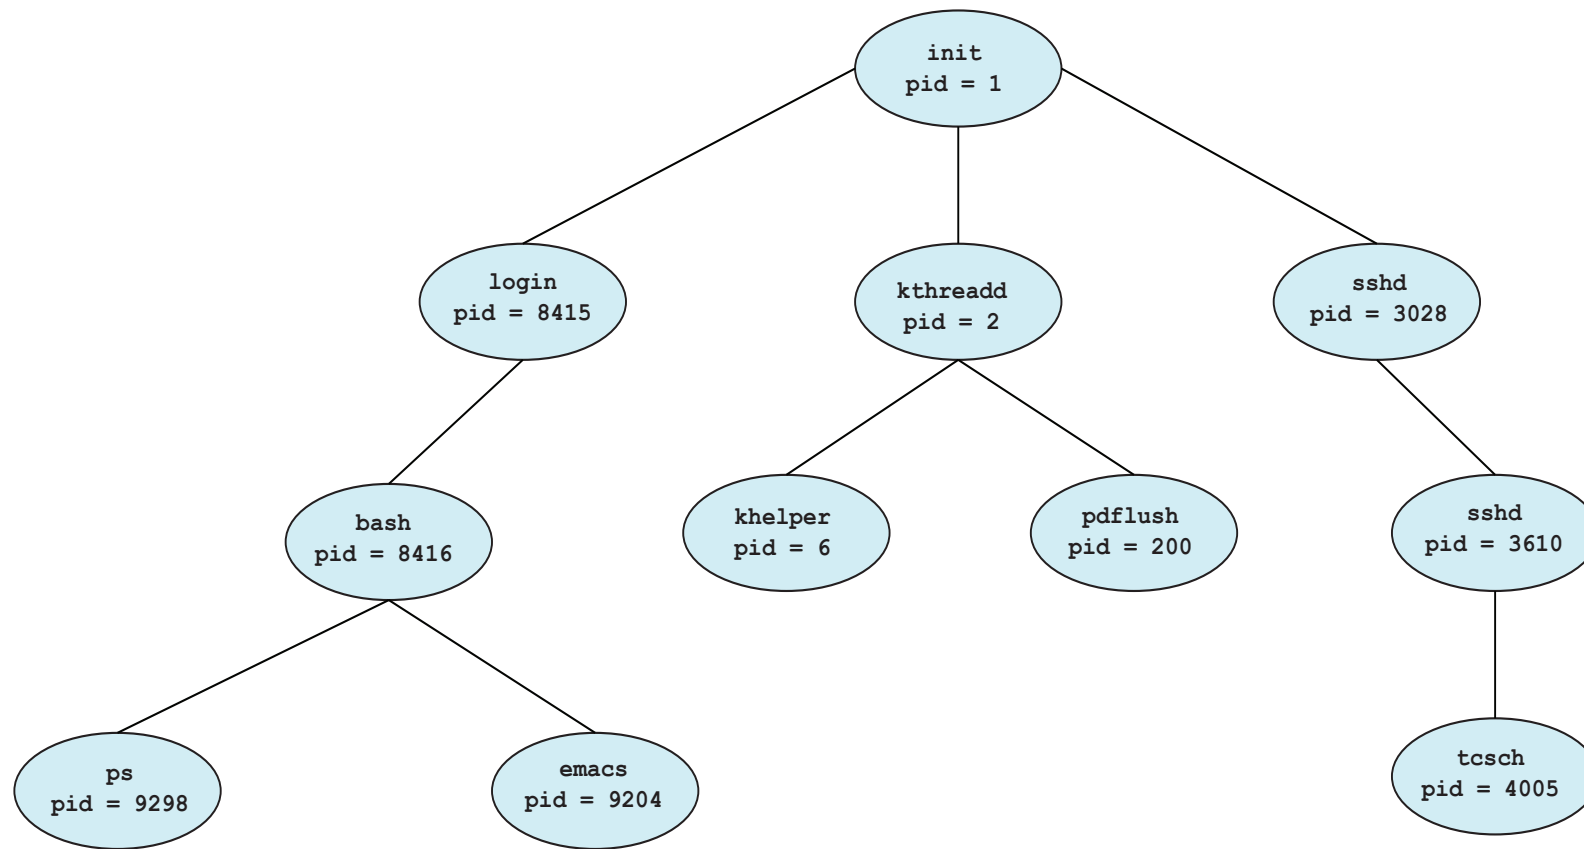 init
pid = 1
login
pid = 8415
kthreadd
pid = 2
sshd
pid = 3028
bash
pid = 8416
khelper
pid = 6
pdflush
pid = 200
sshd
pid = 3610
ps
pid = 9298
emacs
pid = 9204
tcsch
pid = 4005